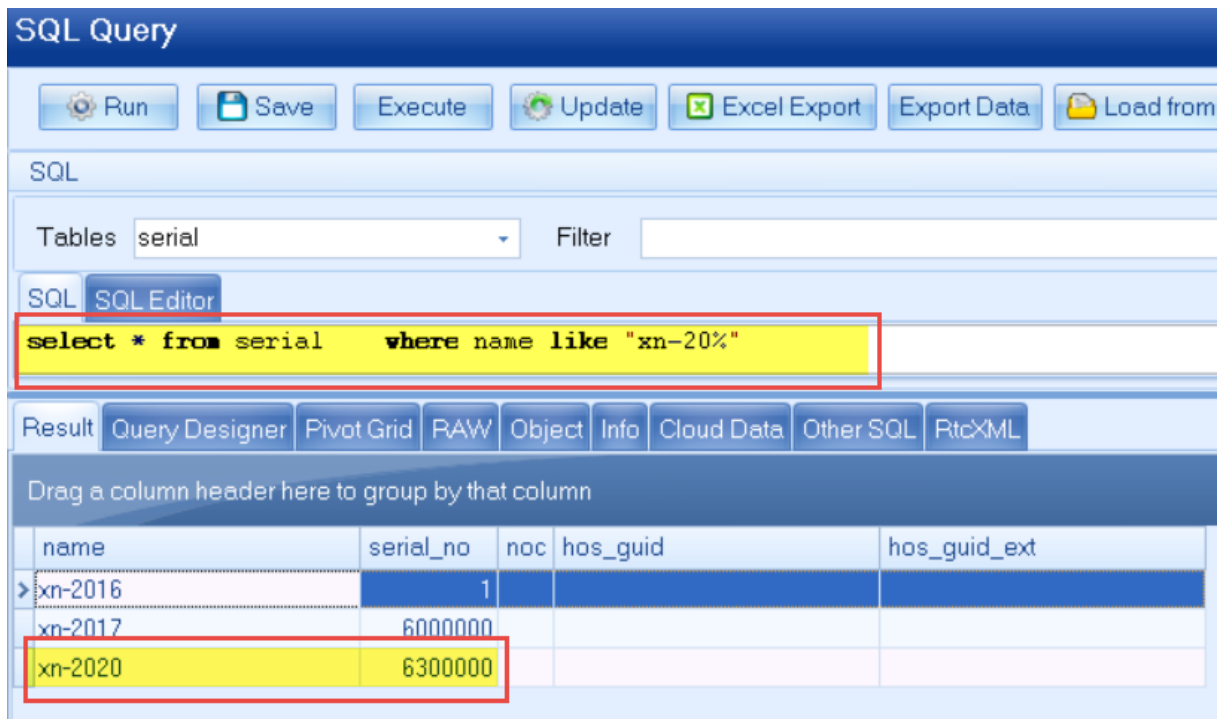 SQL Query
Run Save Execute Update Excel Export Export Data Load from
SQL
Tables serial Filter
SQL SQL Editor
select * from serial where name like "xn-20%"
Result Query Designer Pivot Grid RAW Object Info Cloud Data Other SQL RtcXML
Drag a column header here to group by that column
name serial_no noc hos_guid hos_guid_ext
xn-2016 1
xn-2017 6000000
xn-2020 6300000